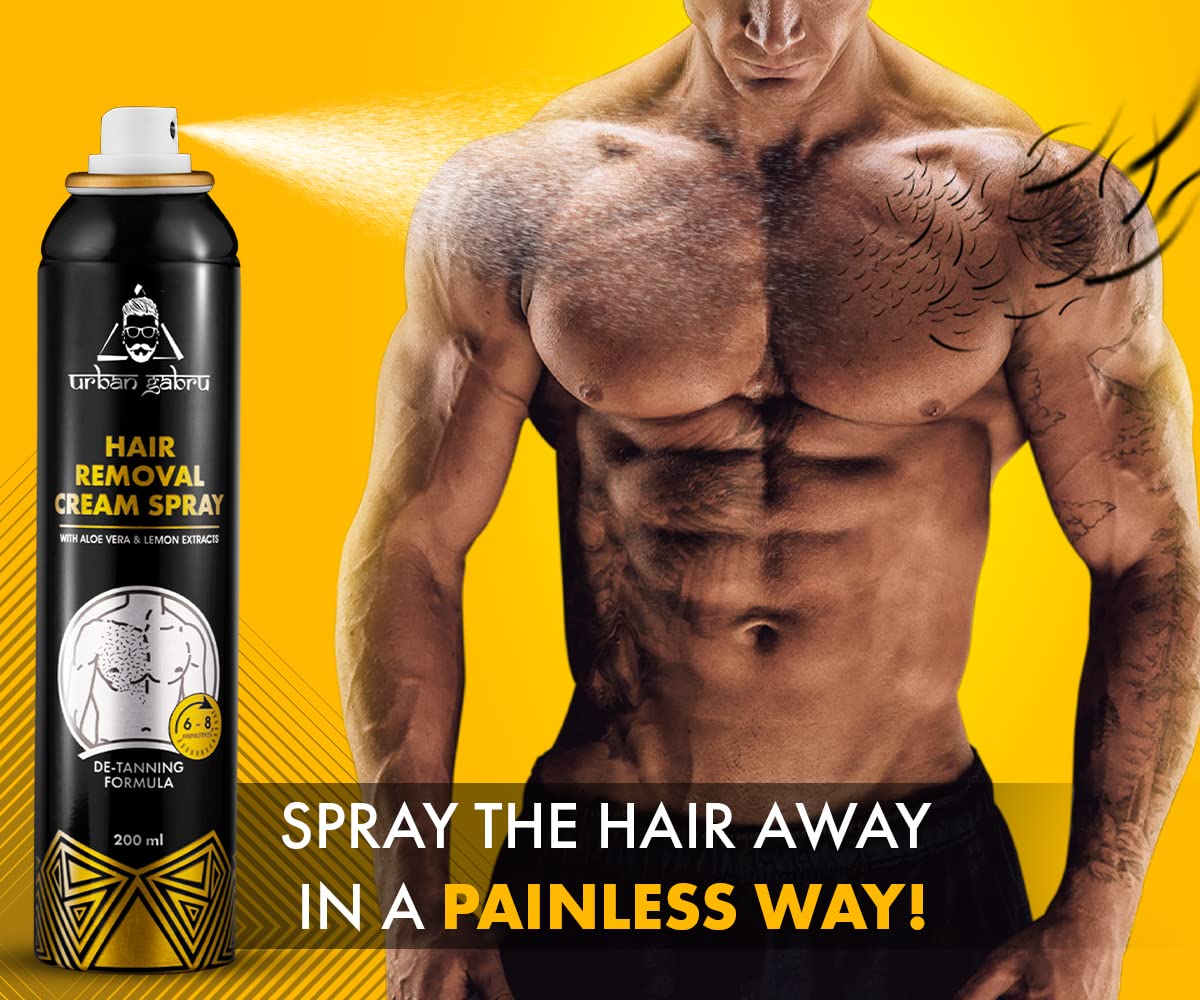 urban gabru
HAIR
REMOVAL
CREAM SPRAY
WITH ALOE VERA & LEMON EXTRACTS
6 - 8
MINUTES
DE-TANNING
FORMULA
200 ml
SPRAY THE HAIR AWAY
IN A PAINLESS WAY!